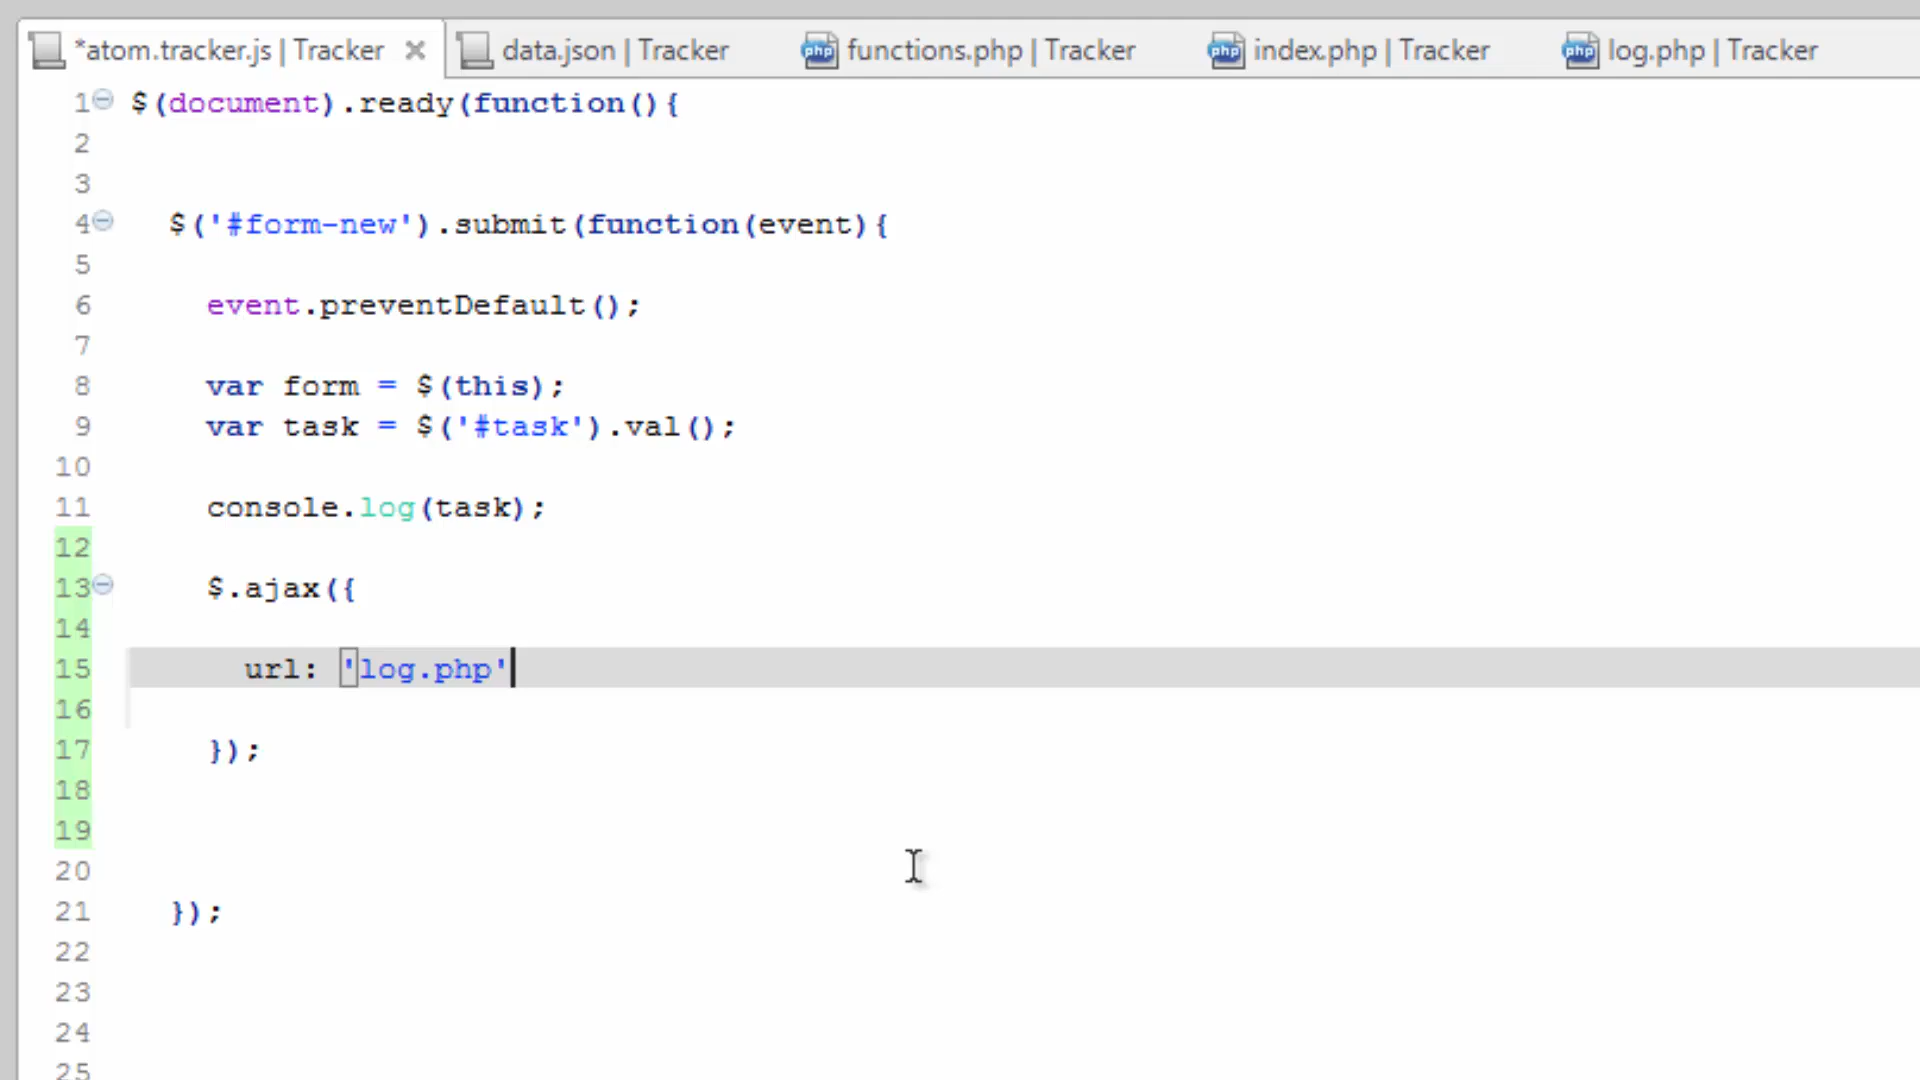 *atom.tracker.js | Tracker data.json | Tracker functions.php | Tracker index.php | Tracker log.php | Tracker
1 $(document).ready(function(){
2
3
4 $('#form-new').submit(function(event){
5
6 event.preventDefault();
7
8 var form = $(this);
9 var task = $('#task').val();
10
11 console.log(task);
12
13 $.ajax({
14
15 url: 'log.php'
16
17 });
18
19
20
21 });
22
23
24
25